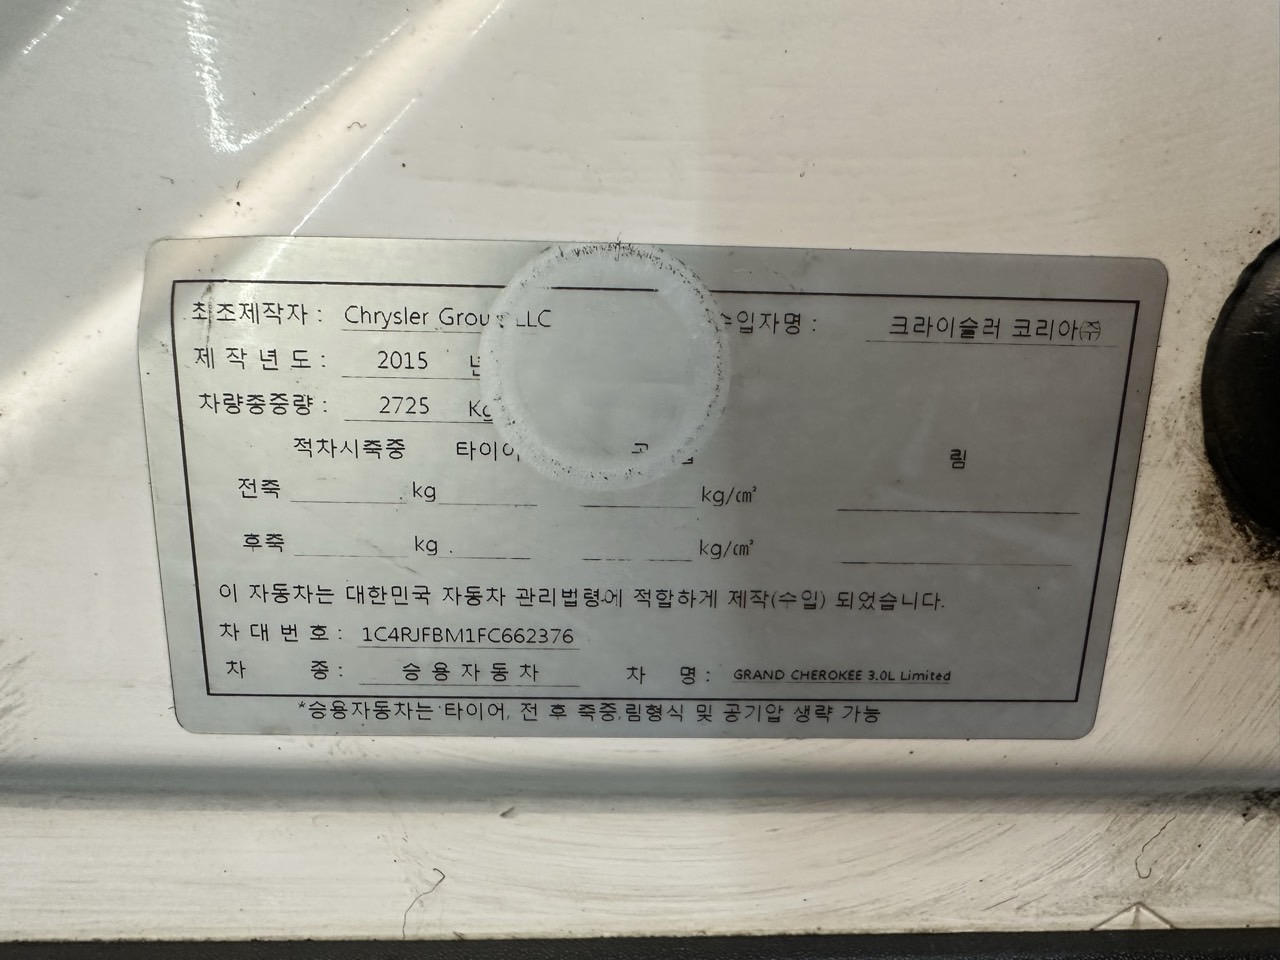 최초제작자 : Chrysler Group LLC 수입자명 : 크라이슬러 코리아㈜
제 작 년 도 : 2015 년
차량총중량 : 2725 Kg
적차시축중 타이어 림
전축 kg kg/㎠
후축 kg kg/㎠
이 자동차는 대한민국 자동차 관리법령에 적합하게 제작(수입) 되었습니다.
차 대 번 호 : 1C4RJFBM1FC662376
차 종 : 승 용 자 동 차 차 명 : GRAND CHEROKEE 3.0L Limited
*승용자동차는 타이어, 전 후 축중,림형식 및 공기압 생략 가능